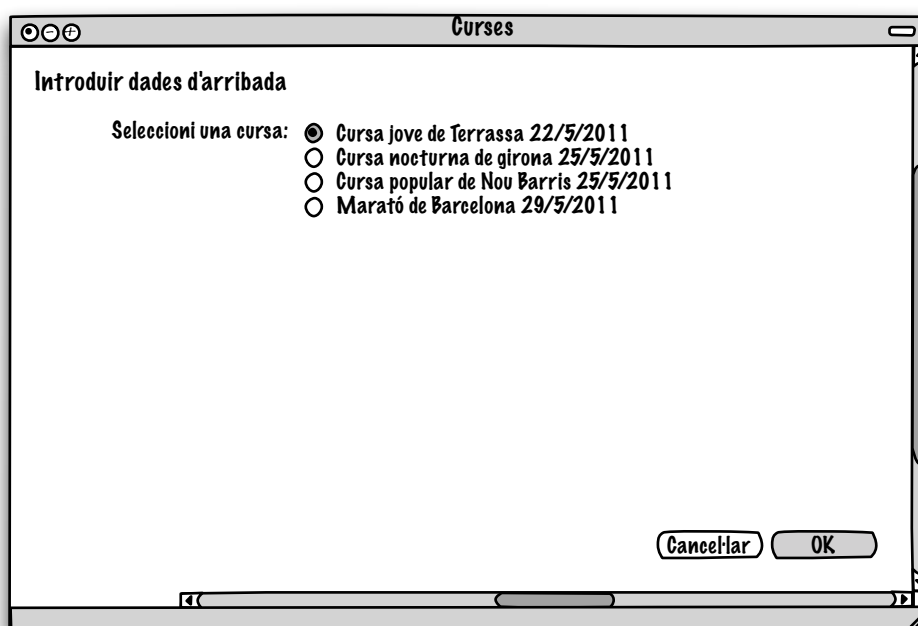 Curses
Introduir dades d'arribada
Seleccioni una cursa:
Cursa jove de Terrassa 22/5/2011
Cursa nocturna de girona 25/5/2011
Cursa popular de Nou Barris 25/5/2011
Marató de Barcelona 29/5/2011
Cancel·lar
OK